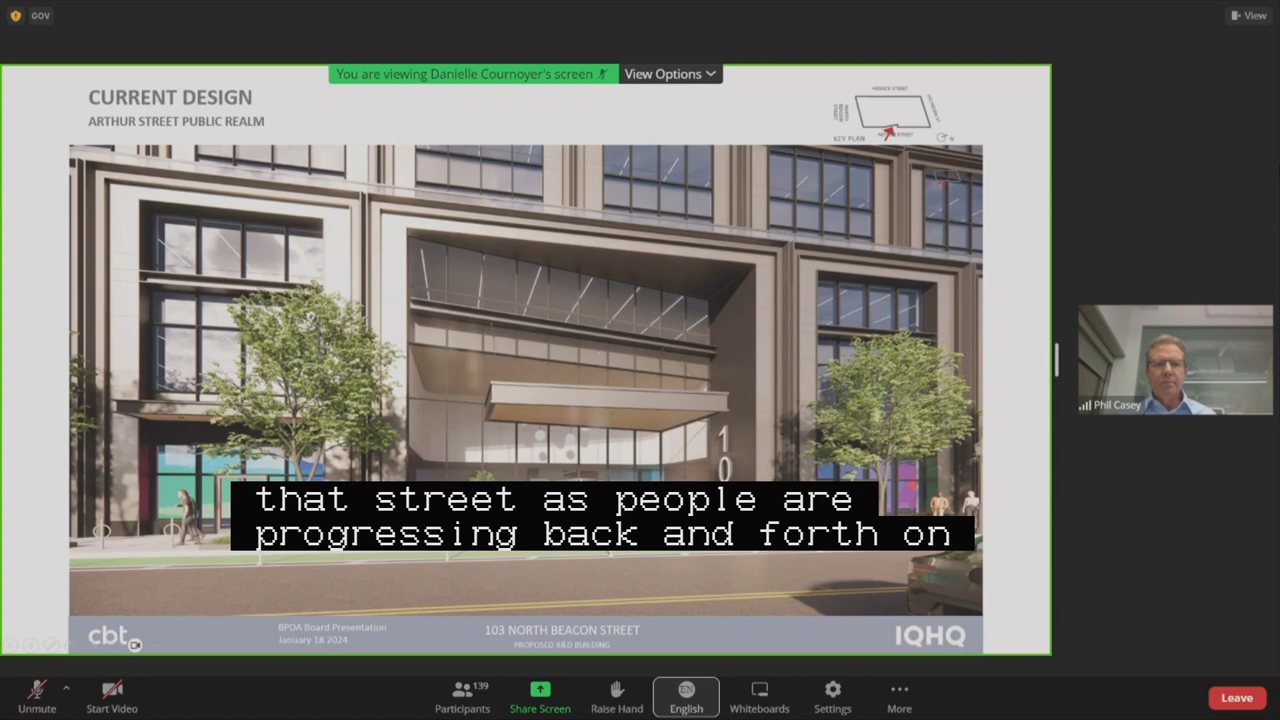 GOV
View
You are viewing Danielle Cournoyer's screen
View Options
CURRENT DESIGN
ARTHUR STREET PUBLIC REALM
KEY PLAN
N
10
that street as people are
progressing back and forth on
cbt
BPDA Board Presentation
January 18 2024
103 NORTH BEACON STREET
PROPOSED R&D BUILDING
IQHQ
Phil Casey
Unmute
Start Video
139
Participants
Share Screen
Raise Hand
EN
English
Whiteboards
Settings
More
Leave